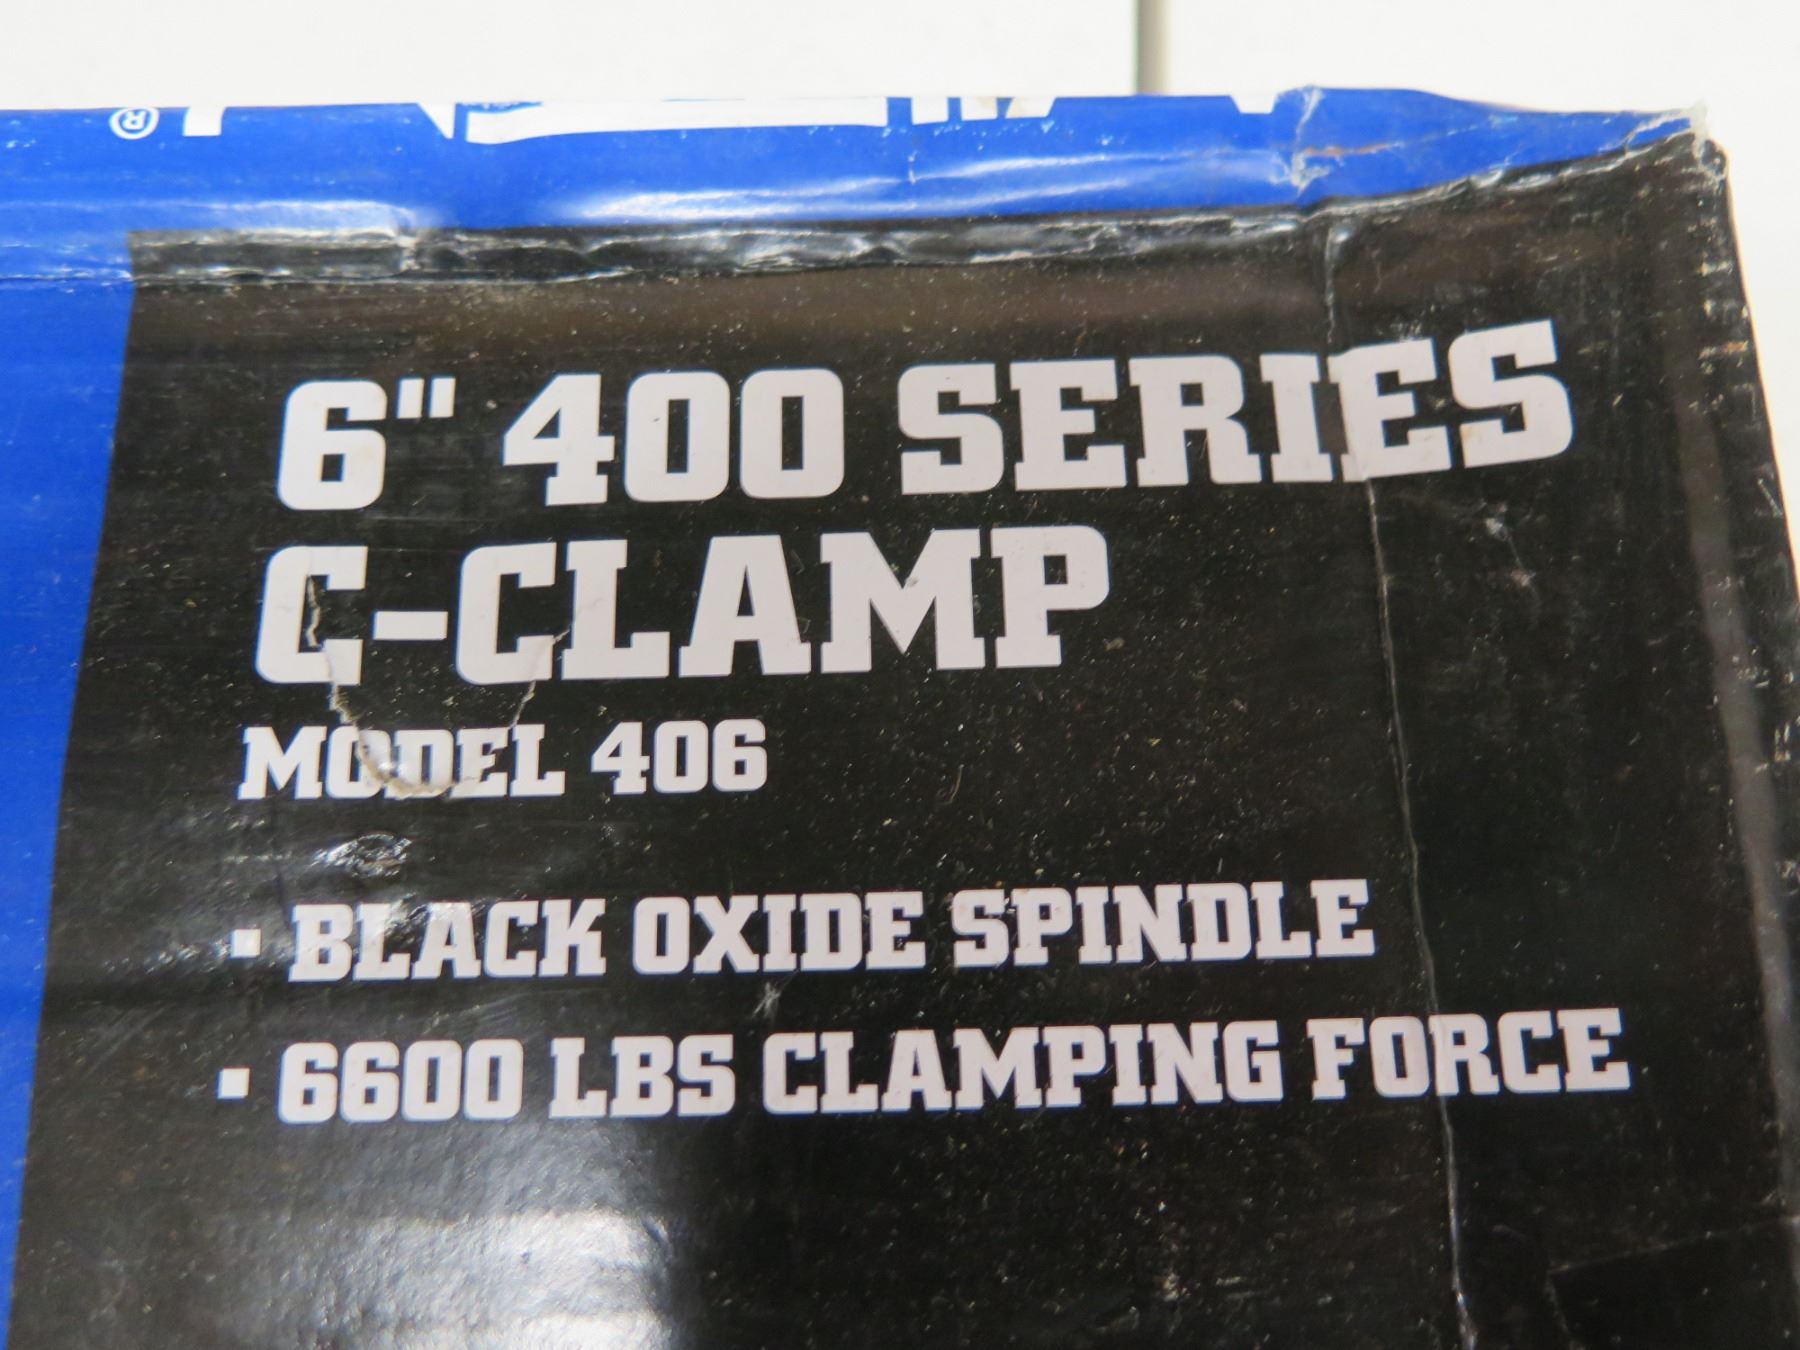 ®
6" 400 SERIES
C-CLAMP
MODEL 406
▪ BLACK OXIDE SPINDLE
▪ 6600 LBS CLAMPING FORCE